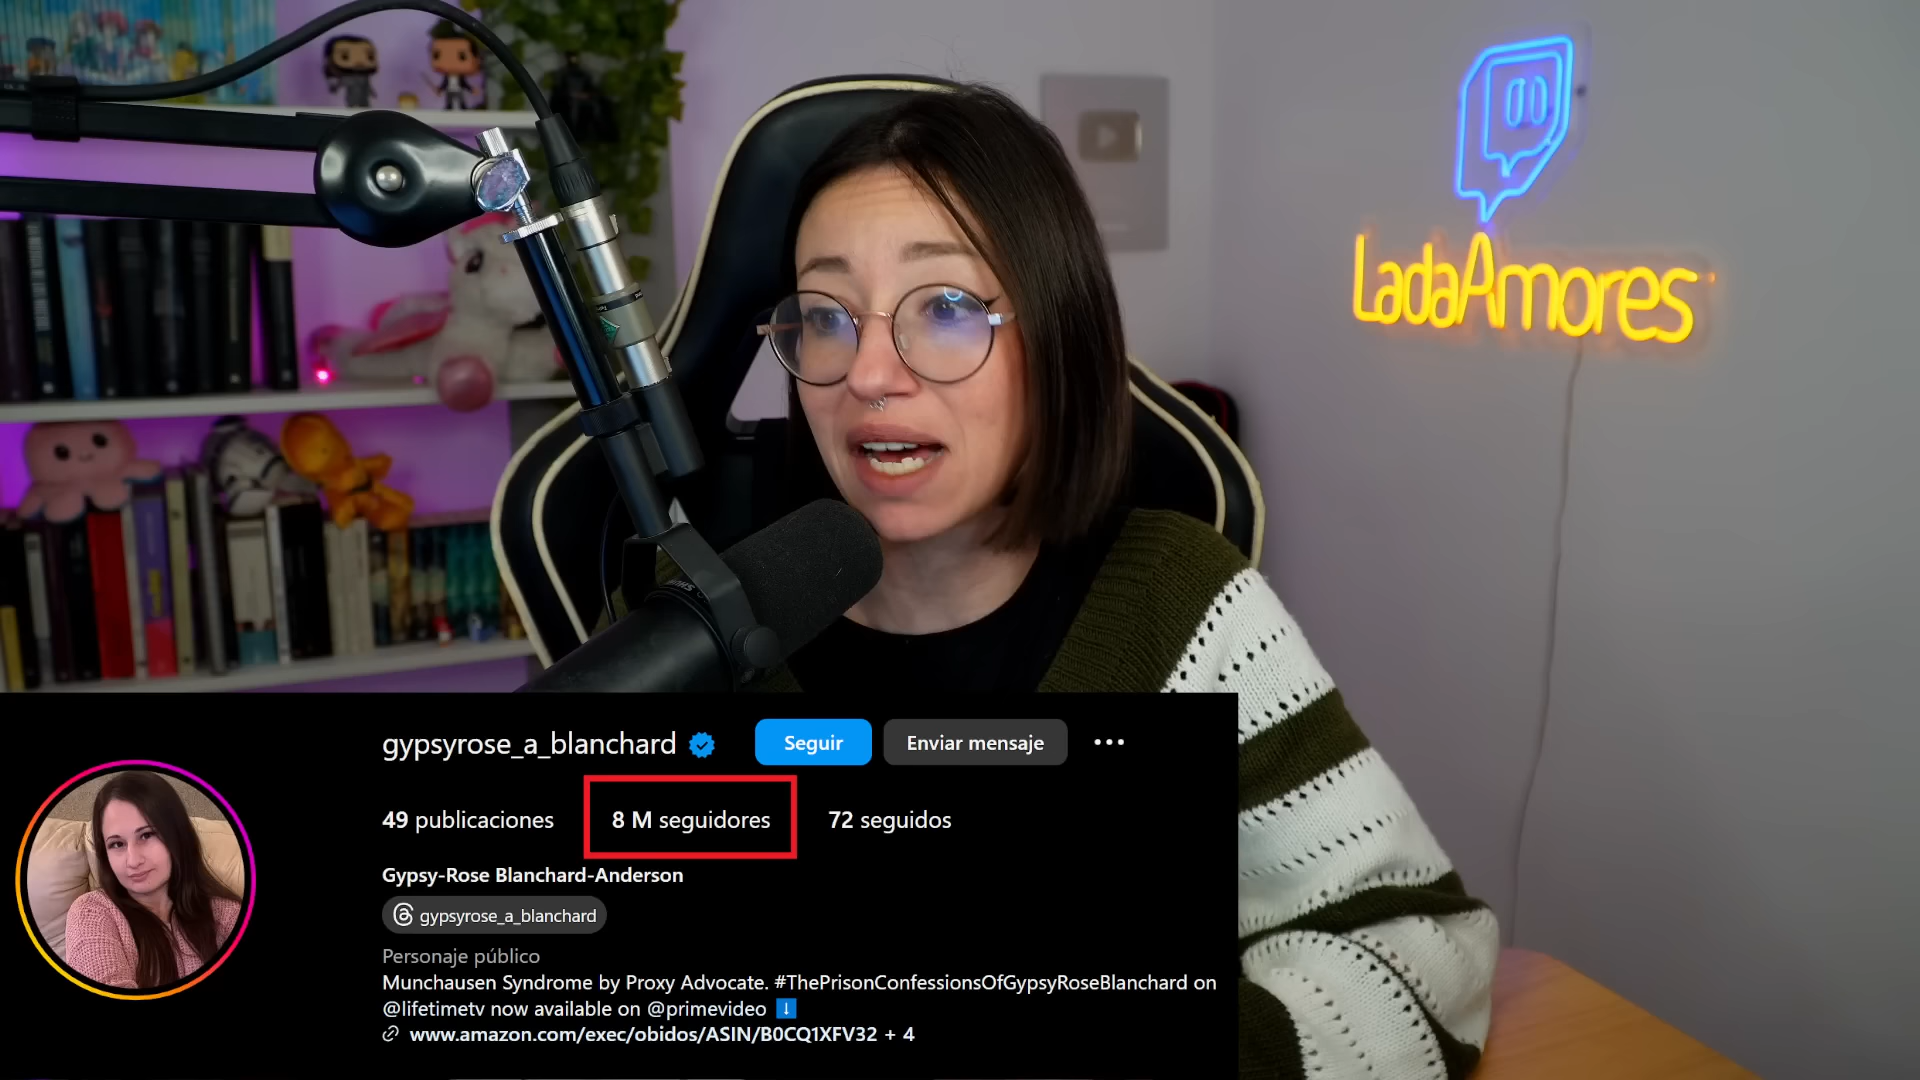 LadaAmores
gypsyrose_a_blanchard
Seguir
Enviar mensaje
49 publicaciones
8 M seguidores
72 seguidos
Gypsy-Rose Blanchard-Anderson
gypsyrose_a_blanchard
Personaje público
Munchausen Syndrome by Proxy Advocate. #ThePrisonConfessionsOfGypsyRoseBlanchard on
@lifetimetv now available on @primevideo ⬇️
www.amazon.com/exec/obidos/ASIN/B0CQ1XFV32 + 4